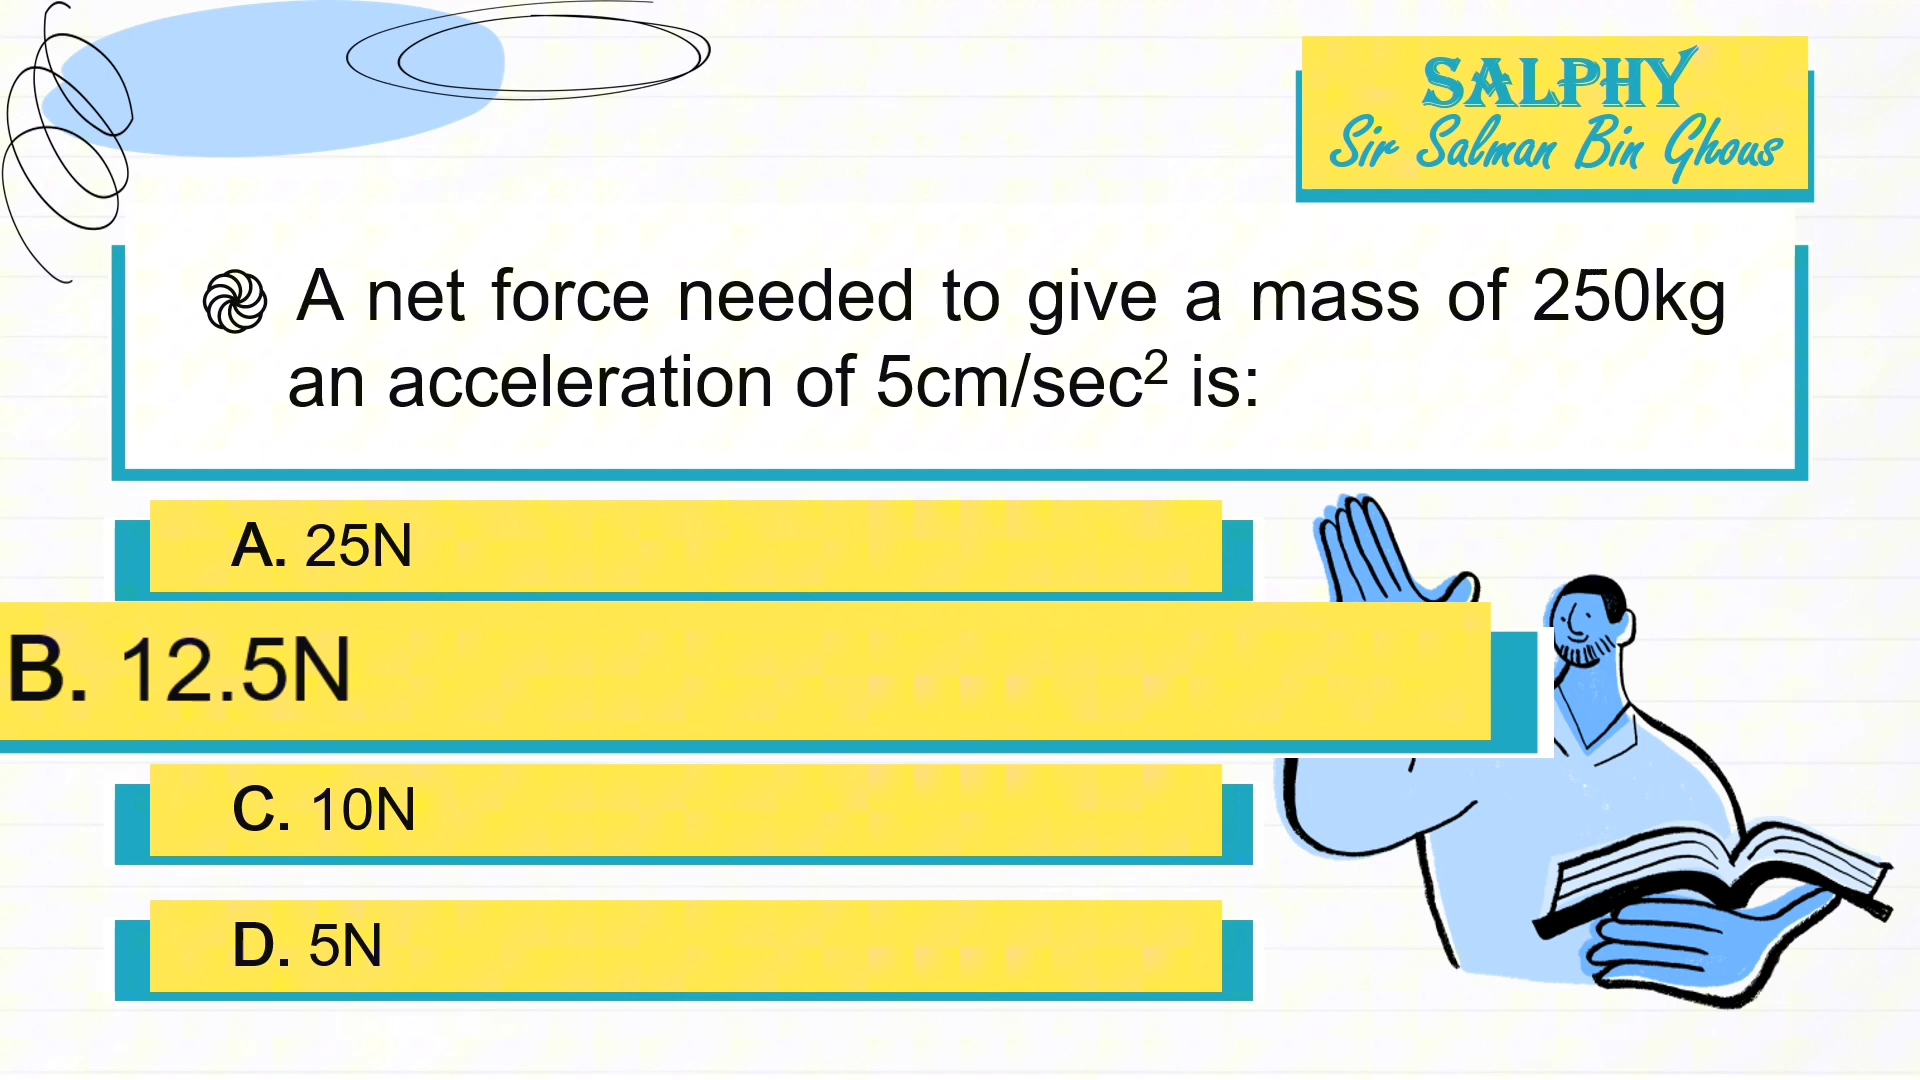 SALPHY
Sir Salman Bin Ghous
A net force needed to give a mass of 250kg
an acceleration of 5cm/sec² is:
A. 25N
B. 12.5N
C. 10N
D. 5N